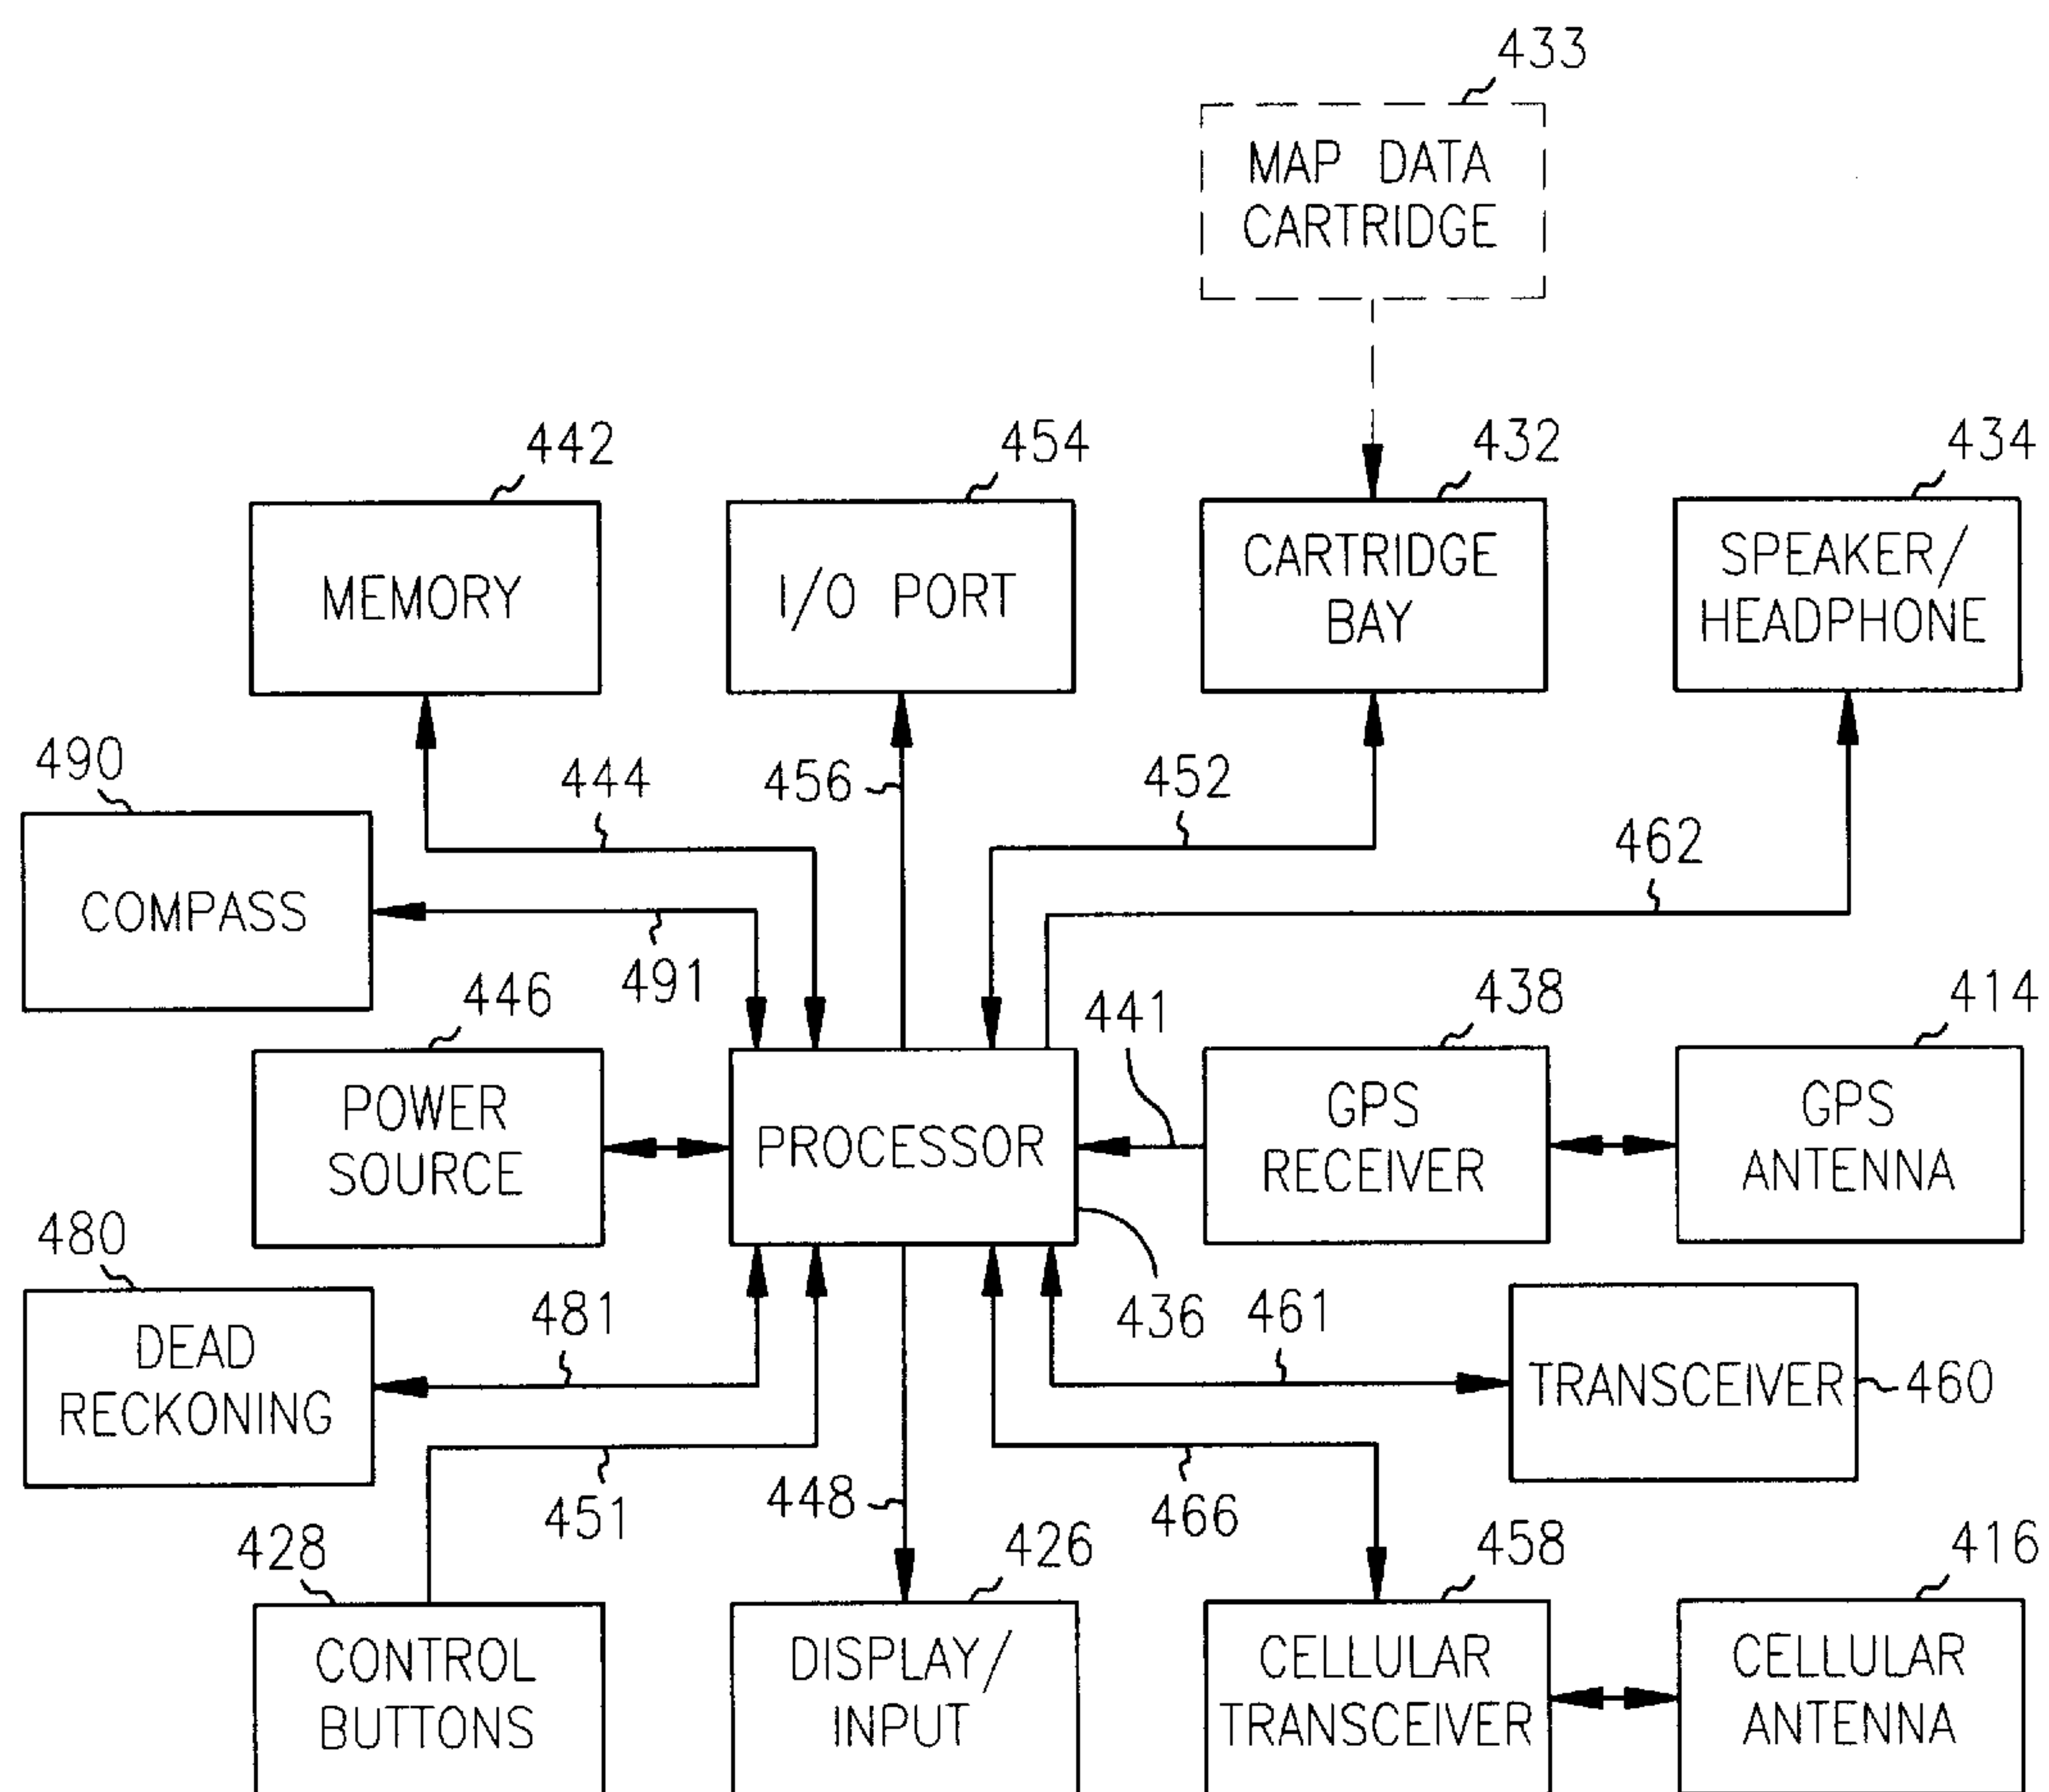 433
MAP DATA
CARTRIDGE
442
454
432
434
MEMORY
I/O PORT
CARTRIDGE
BAY
SPEAKER/
HEADPHONE
490
444
456
452
462
COMPASS
491
446
441
438
414
POWER
SOURCE
PROCESSOR
GPS
RECEIVER
GPS
ANTENNA
480
481
436
461
DEAD
RECKONING
TRANSCEIVER
460
451
448
466
428
426
458
416
CONTROL
BUTTONS
DISPLAY/
INPUT
CELLULAR
TRANSCEIVER
CELLULAR
ANTENNA